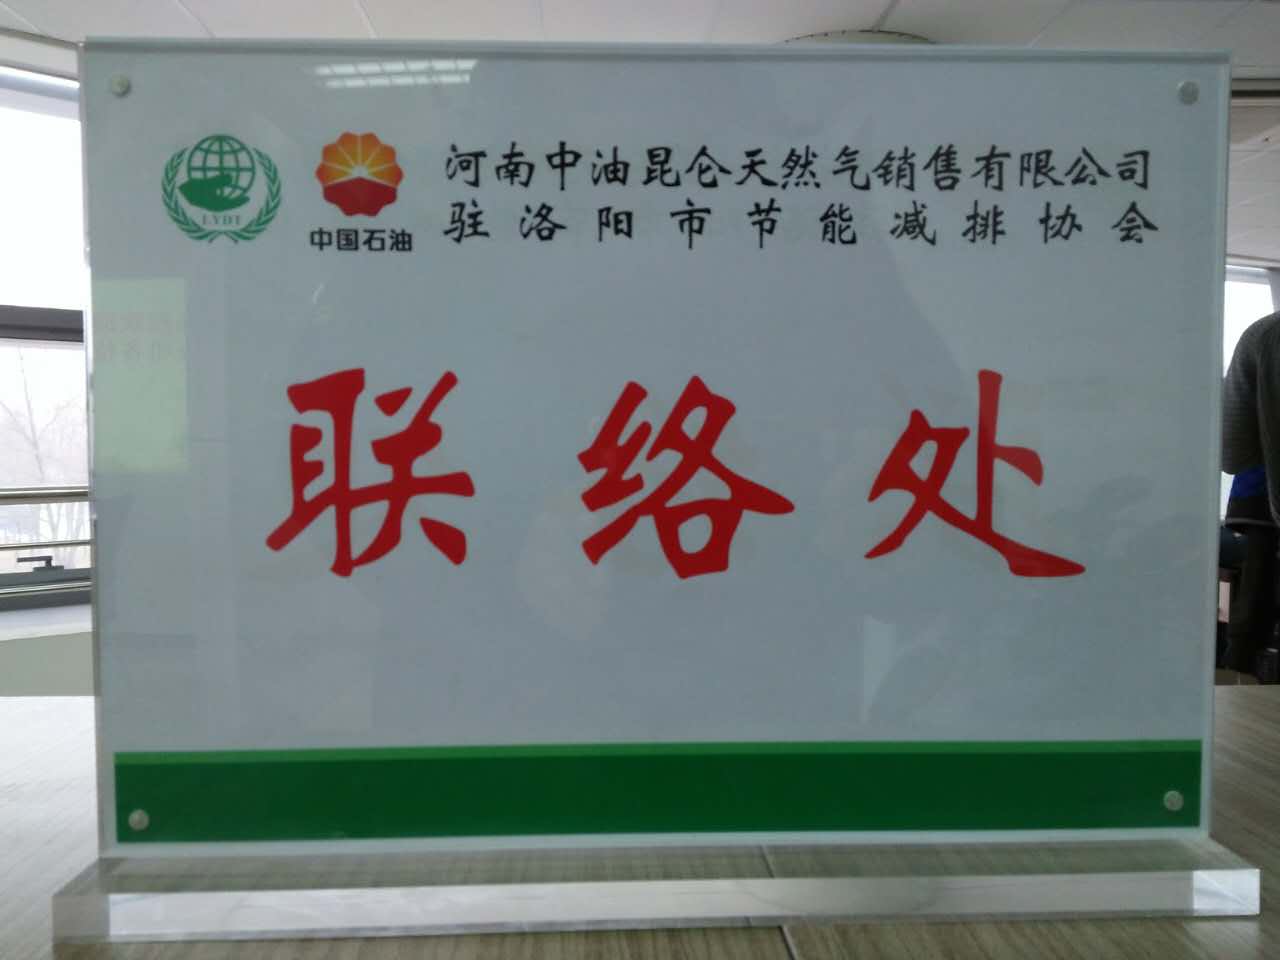 河南中油昆仑天然气销售有限公司
驻洛阳市节能减排协会
LYDT
中国石油
联络处